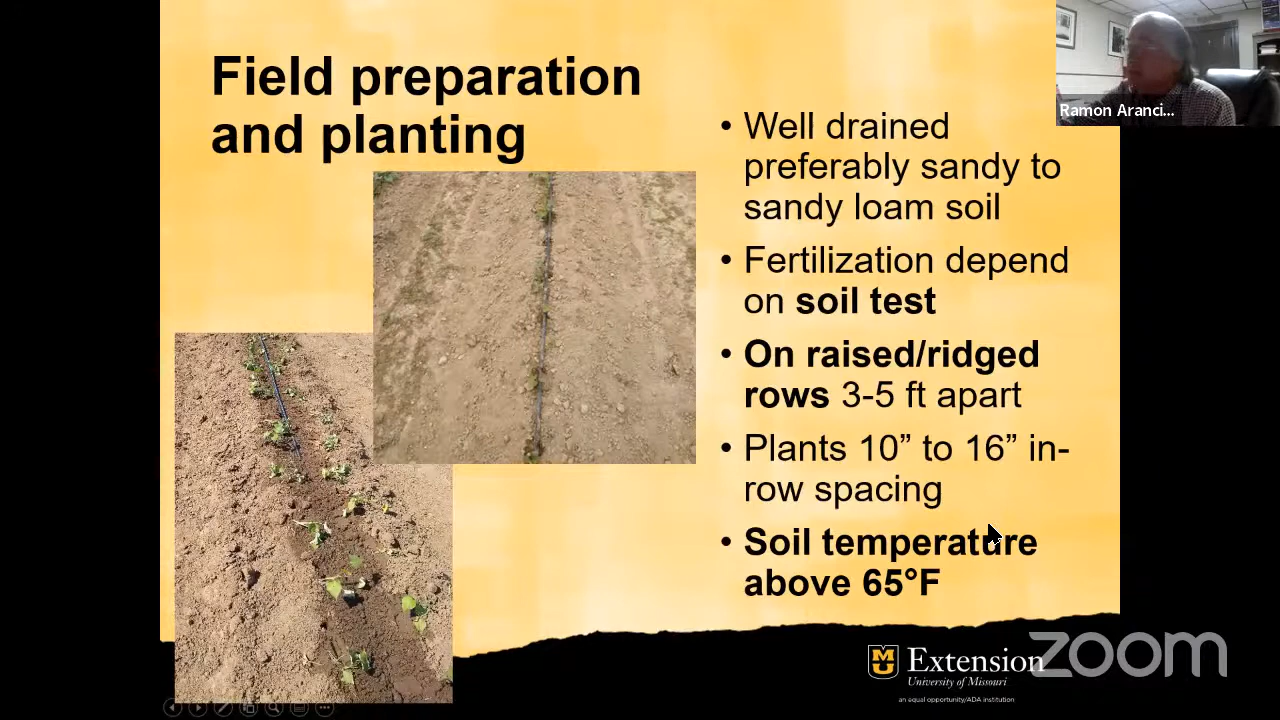 Field preparation
and planting
• Well drained
preferably sandy to
sandy loam soil
• Fertilization depend
on soil test
• On raised/ridged
rows 3-5 ft apart
• Plants 10” to 16” in-
row spacing
• Soil temperature
above 65°F
Ramon Aranci...
Extension
University of Missouri
an equal opportunity/ADA institution
zoom